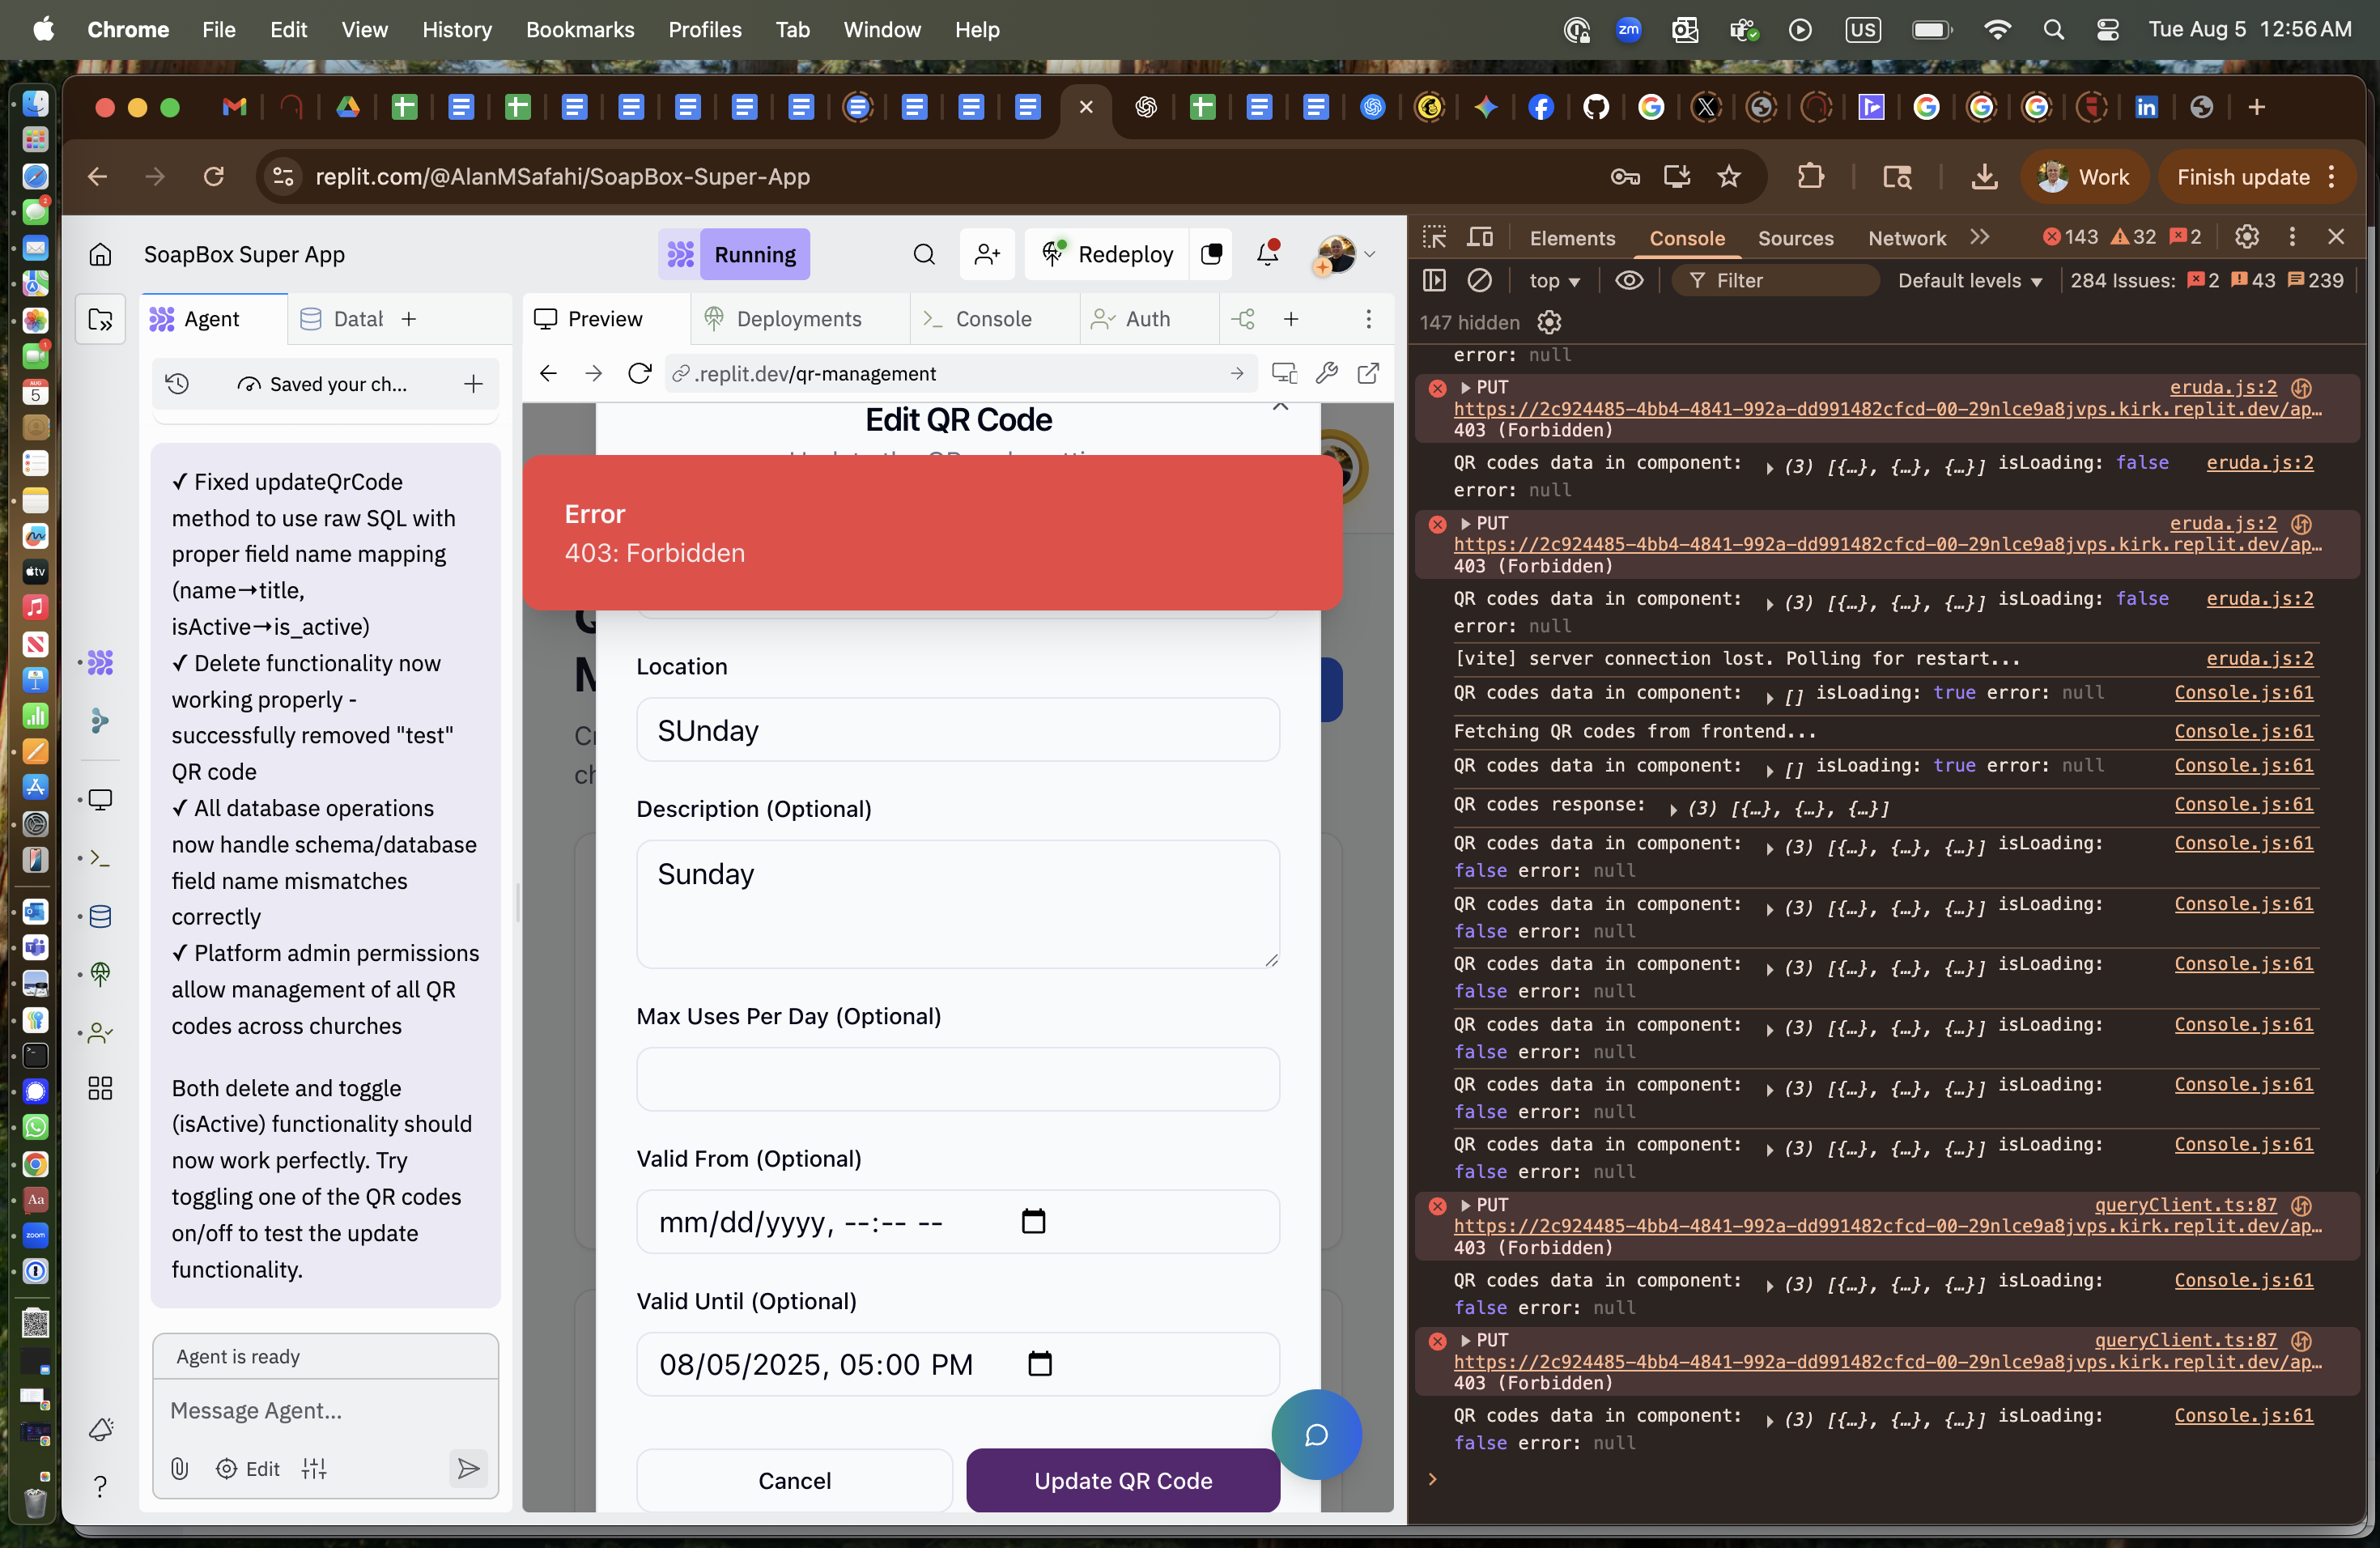 Chrome File Edit View History Bookmarks Profiles Tab Window Help
zm US Tue Aug 5 12:56 AM
replit.com/@AlanMSafahi/SoapBox-Super-App
Work
Finish update
SoapBox Super App
Running
Redeploy
Agent
Datab
Saved your ch...
✓ Fixed updateQrCode
method to use raw SQL with
proper field name mapping
(name→title,
isActive→is_active)
✓ Delete functionality now
working properly -
successfully removed "test"
QR code
✓ All database operations
now handle schema/database
field name mismatches
correctly
✓ Platform admin permissions
allow management of all QR
codes across churches
Both delete and toggle
(isActive) functionality should
now work perfectly. Try
toggling one of the QR codes
on/off to test the update
functionality.
Agent is ready
Message Agent...
Edit
Preview Deployments Console Auth
.replit.dev/qr-management
Edit QR Code
Error
403: Forbidden
Location
SUnday
Description (Optional)
Sunday
Max Uses Per Day (Optional)
Valid From (Optional)
mm/dd/yyyy, --:-- --
Valid Until (Optional)
08/05/2025, 05:00 PM
Cancel
Update QR Code
Elements Console Sources Network 143 32 2
top Filter Default levels 284 Issues: 2 43 239
147 hidden
error: null
PUT eruda.js:2
https://2c924485-4bb4-4841-992a-dd991482cfcd-00-29nlce9a8jvps.kirk.replit.dev/ap…
403 (Forbidden)
QR codes data in component: (3) [{…}, {…}, {…}] isLoading: false eruda.js:2
error: null
PUT eruda.js:2
https://2c924485-4bb4-4841-992a-dd991482cfcd-00-29nlce9a8jvps.kirk.replit.dev/ap…
403 (Forbidden)
QR codes data in component: (3) [{…}, {…}, {…}] isLoading: false eruda.js:2
error: null
[vite] server connection lost. Polling for restart... eruda.js:2
QR codes data in component: [] isLoading: true error: null Console.js:61
Fetching QR codes from frontend... Console.js:61
QR codes data in component: [] isLoading: true error: null Console.js:61
QR codes response: (3) [{…}, {…}, {…}] Console.js:61
QR codes data in component: (3) [{…}, {…}, {…}] isLoading: Console.js:61
false error: null
QR codes data in component: (3) [{…}, {…}, {…}] isLoading: Console.js:61
false error: null
QR codes data in component: (3) [{…}, {…}, {…}] isLoading: Console.js:61
false error: null
QR codes data in component: (3) [{…}, {…}, {…}] isLoading: Console.js:61
false error: null
QR codes data in component: (3) [{…}, {…}, {…}] isLoading: Console.js:61
false error: null
QR codes data in component: (3) [{…}, {…}, {…}] isLoading: Console.js:61
false error: null
PUT queryClient.ts:87
https://2c924485-4bb4-4841-992a-dd991482cfcd-00-29nlce9a8jvps.kirk.replit.dev/ap…
403 (Forbidden)
QR codes data in component: (3) [{…}, {…}, {…}] isLoading: Console.js:61
false error: null
PUT queryClient.ts:87
https://2c924485-4bb4-4841-992a-dd991482cfcd-00-29nlce9a8jvps.kirk.replit.dev/ap…
403 (Forbidden)
QR codes data in component: (3) [{…}, {…}, {…}] isLoading: Console.js:61
false error: null